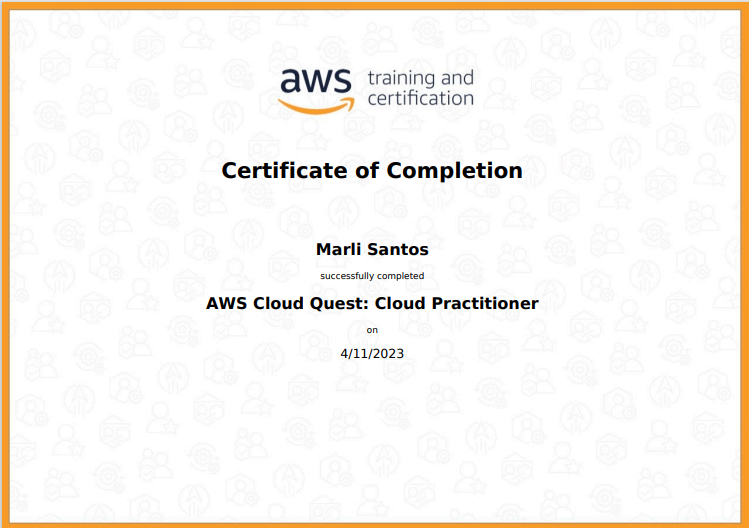 aws training and
certification
Certificate of Completion
Marli Santos
successfully completed
AWS Cloud Quest: Cloud Practitioner
on
4/11/2023